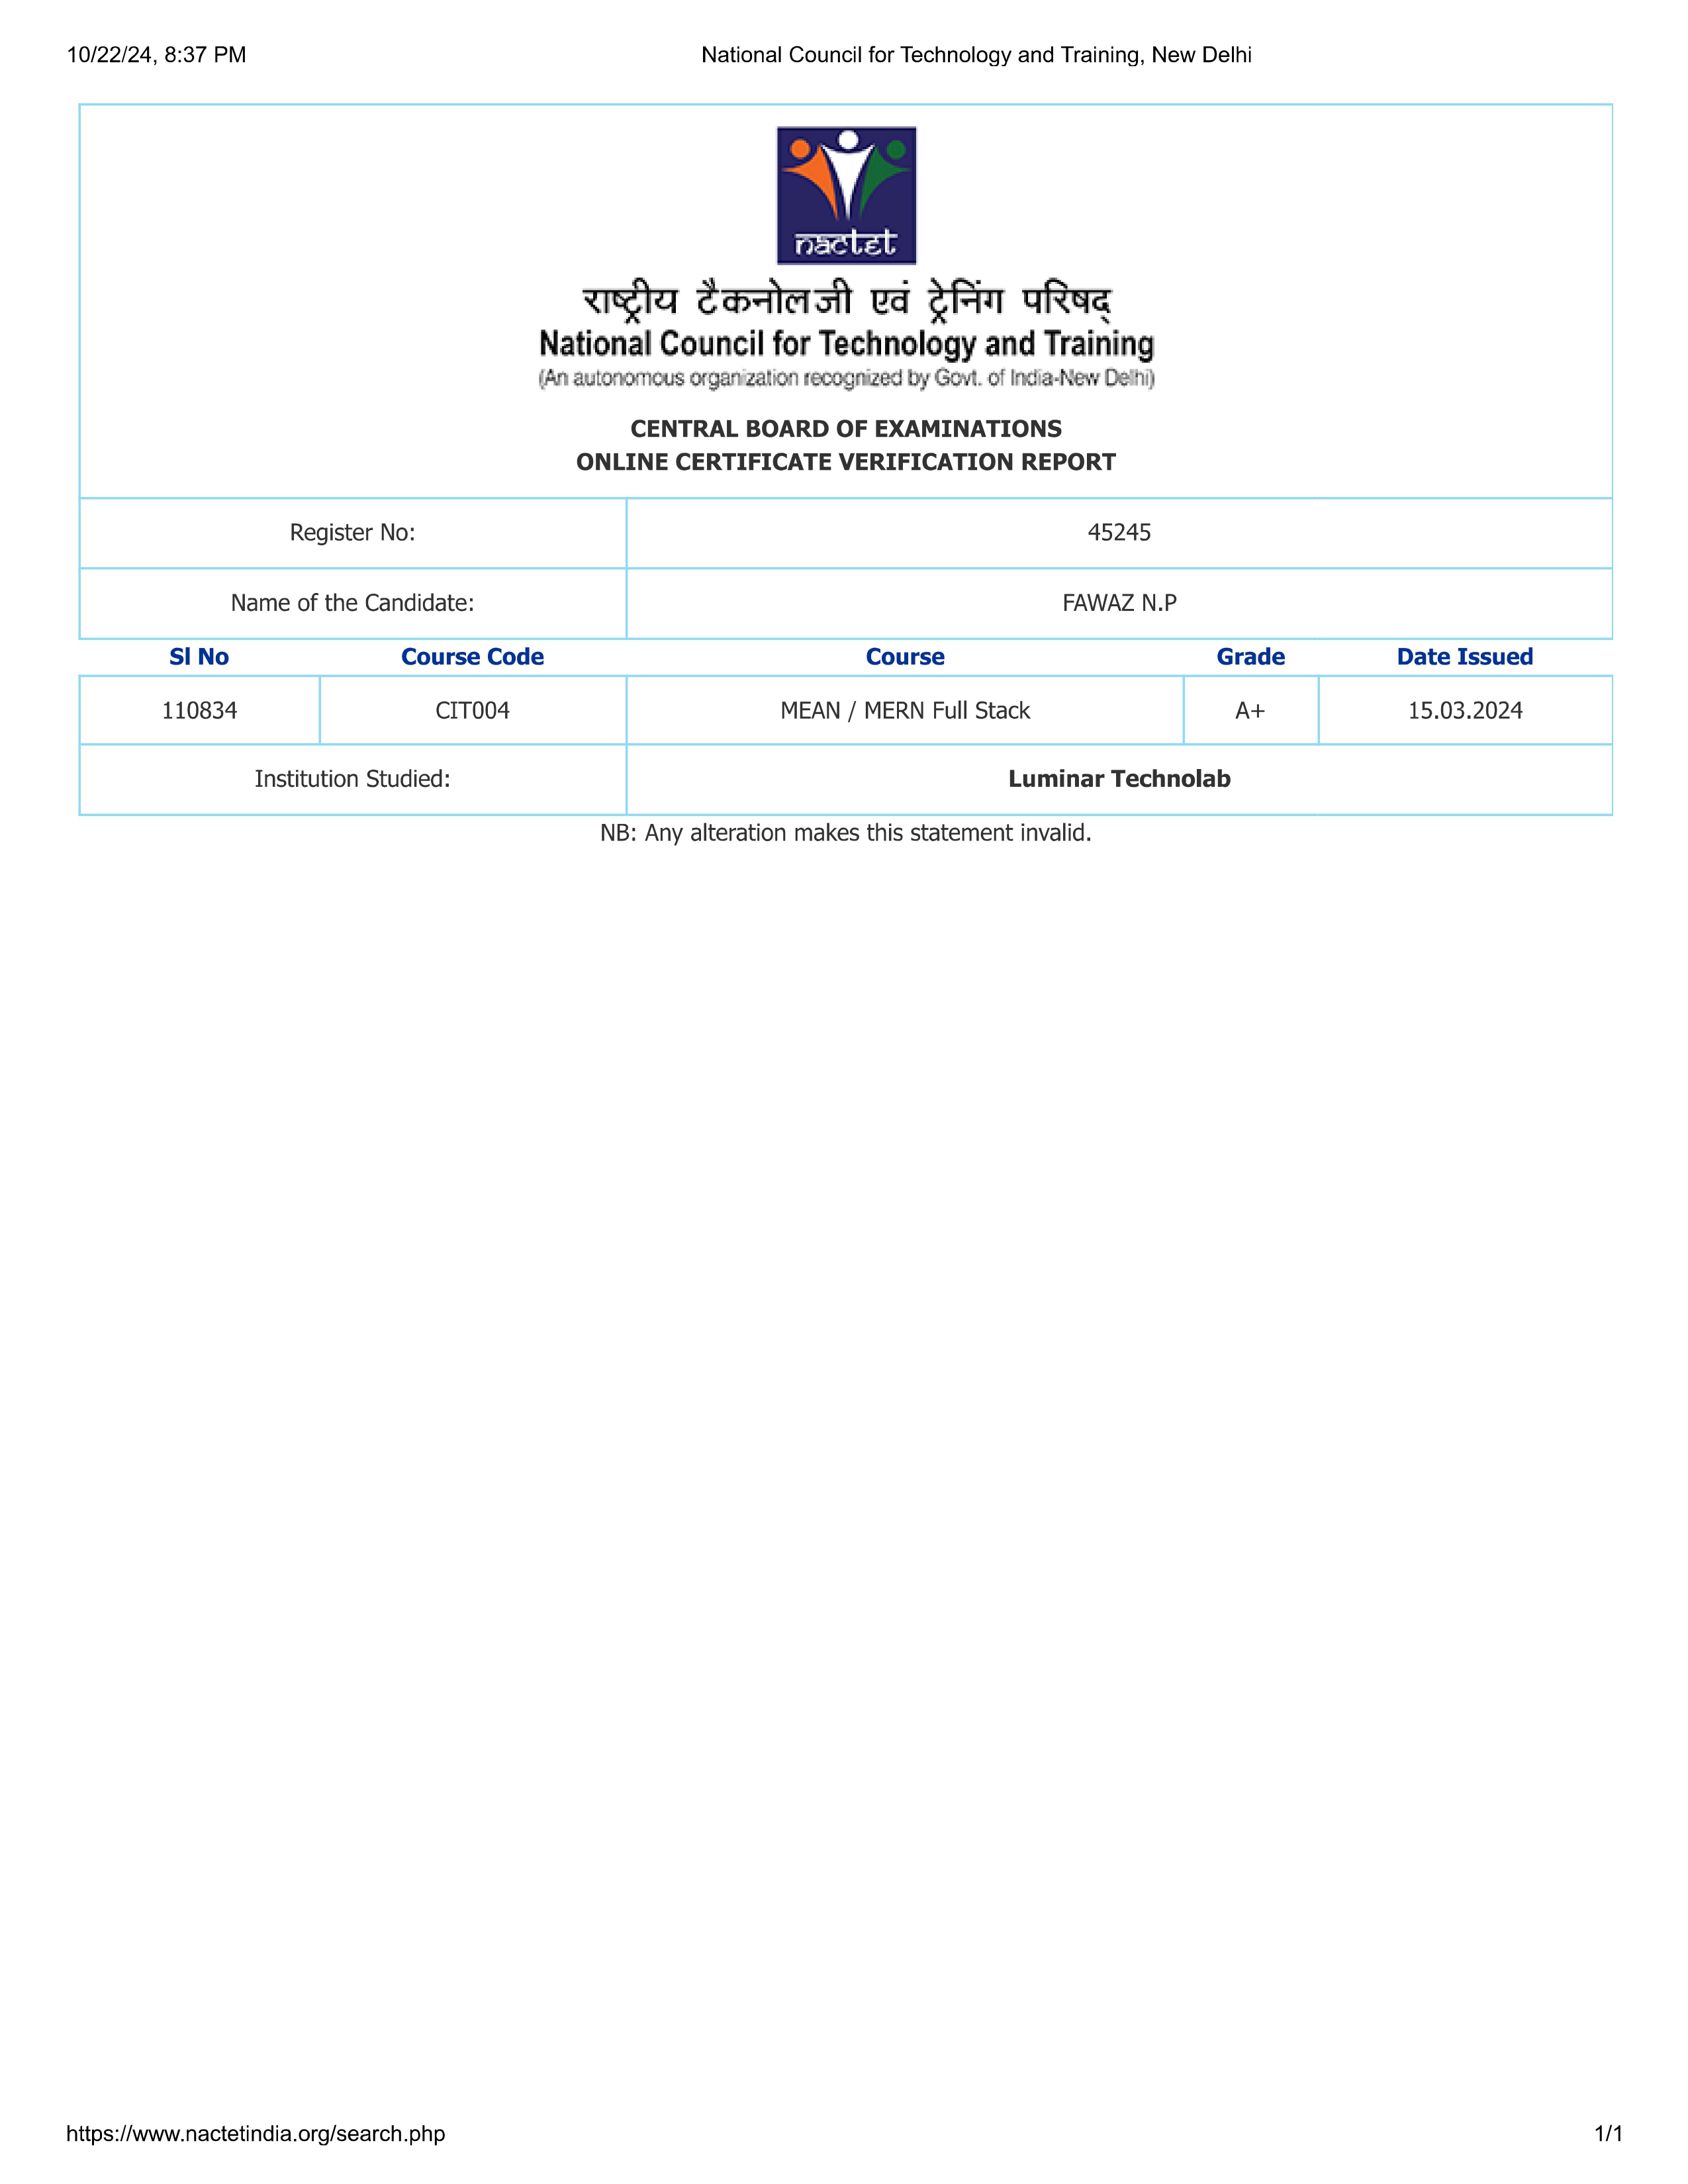 10/22/24, 8:37 PM National Council for Technology and Training, New Delhi
nactet
राष्ट्रीय टैकनोलजी एवं ट्रेनिंग परिषद्
National Council for Technology and Training
(An autonomous organization recognized by Govt. of India-New Delhi)
CENTRAL BOARD OF EXAMINATIONS
ONLINE CERTIFICATE VERIFICATION REPORT
Register No: 45245
Name of the Candidate: FAWAZ N.P
Sl No Course Code Course Grade Date Issued
110834 CIT004 MEAN / MERN Full Stack A+ 15.03.2024
Institution Studied: Luminar Technolab
NB: Any alteration makes this statement invalid.
https://www.nactetindia.org/search.php 1/1